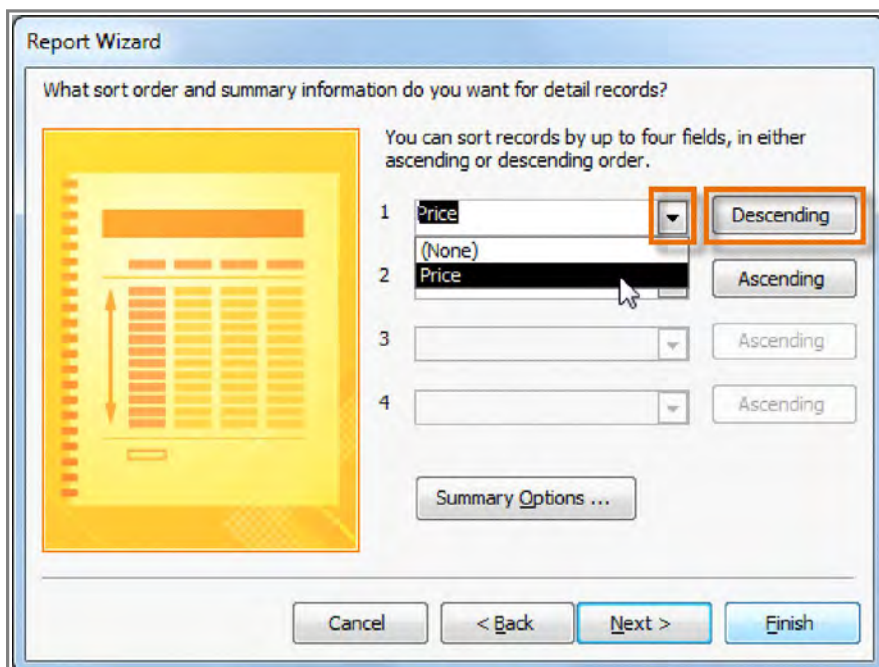 Report Wizard
What sort order and summary information do you want for detail records?
You can sort records by up to four fields, in either
ascending or descending order.
1 Price Descending
(None)
Price
2 Ascending
3 Ascending
4 Ascending
Summary Options ...
Cancel < Back Next > Finish